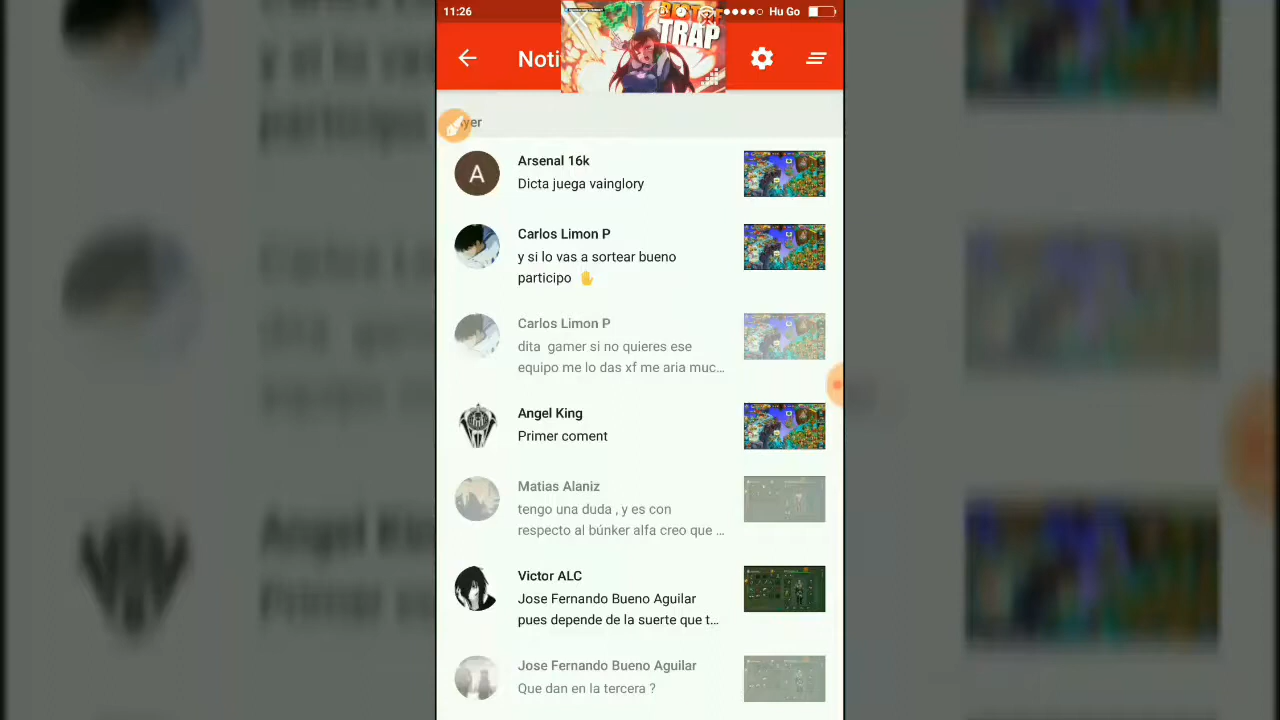 11:26
Hu Go
Noti
BEST OF
TRAP
yer
A
Arsenal 16k
Dicta juega vainglory
Carlos Limon P
y si lo vas a sortear bueno
participo ✋
Carlos Limon P
dita gamer si no quieres ese
equipo me lo das xf me aria muc...
Angel King
Primer coment
Matias Alaniz
tengo una duda , y es con
respecto al búnker alfa creo que ...
Victor ALC
Jose Fernando Bueno Aguilar
pues depende de la suerte que t...
Jose Fernando Bueno Aguilar
Que dan en la tercera ?